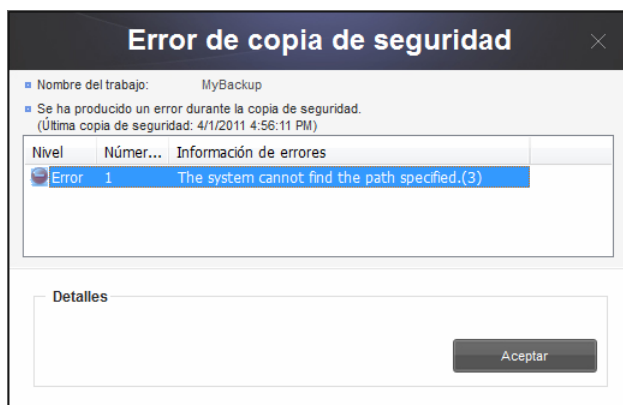 Error de copia de seguridad
Nombre del trabajo: MyBackup
Se ha producido un error durante la copia de seguridad.
(Última copia de seguridad: 4/1/2011 4:56:11 PM)
Nivel Númer... Información de errores
Error 1 The system cannot find the path specified.(3)
Detalles
Aceptar